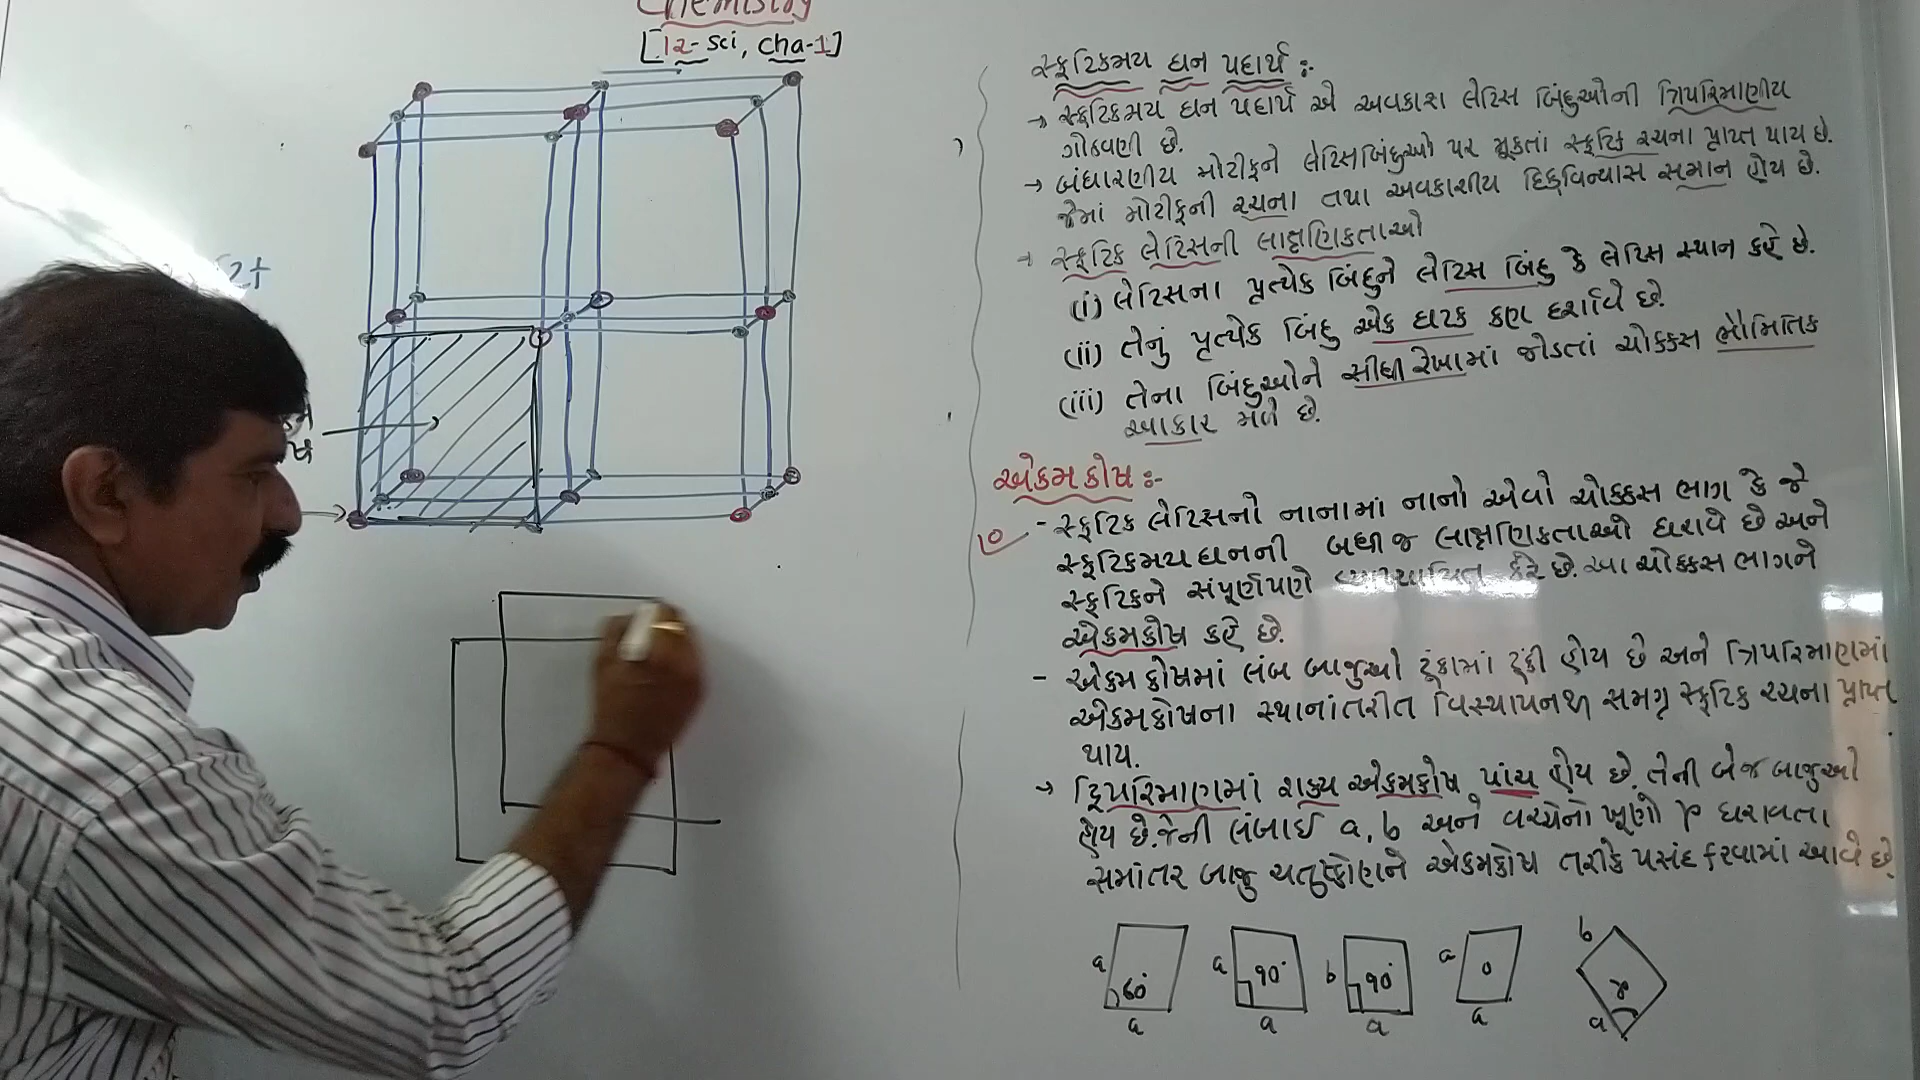 Chemistry
[12-sci, cha-1]
સ્ફટિકમય ઘન પદાર્થ :-
→ સ્ફટિકમય ઘન પદાર્થ એ અવકાશ લેટિસ બિંદુઓની ત્રિપરિમાણીય
ગોઠવણી છે.
→ બંધારણીય મોટીફને લેટિસબિંદુઓ પર મૂકતાં સ્ફટિક રચના પ્રાપ્ત થાય છે.
જેમાં મોટીફની રચના તથા અવકાશીય દિક્વિન્યાસ સમાન હોય છે.
→ સ્ફટિક લેટિસની લાક્ષણિકતાઓ
(i) લેટિસના પ્રત્યેક બિંદુને લેટિસ બિંદુ કે લેટિસ સ્થાન કહે છે.
(ii) તેનું પ્રત્યેક બિંદુ એક ઘટક કણ દર્શાવે છે.
(iii) તેના બિંદુઓને સીધી રેખામાં જોડતાં ચોક્કસ ભૌમિતિક
આકાર મળે છે.
એકમ કોષ :-
- સ્ફટિક લેટિસનો નાનામાં નાનો એવો ચોક્કસ ભાગ કે જે
સ્ફટિકમય ઘનની બધી જ લાક્ષણિકતાઓ ધરાવે છે અને
સ્ફટિકને સંપૂર્ણપણે કરે છે. આ ચોક્કસ ભાગને
એકમકોષ કહે છે.
- એકમ કોષમાં લંબ બાજુઓ ટૂંકામાં ટૂંકી હોય છે અને ત્રિપરિમાણમાં
એકમકોષના સ્થાનાંતરીત વિસ્થાપનથી સમગ્ર સ્ફટિક રચના પ્રાપ્ત
થાય.
→ દ્વિપરિમાણમાં શક્ય એકમકોષ પાંચ હોય છે. તેની બે જ બાજુઓ
હોય છે. જેની લંબાઈ a, b અને વચ્ચેનો ખૂણો γ ધરાવતા
સમાંતર બાજુ ચતુષ્કોણને એકમકોષ તરીકે પસંદ કરવામાં આવે છે.
a 60° a
a 90° a
b 90° a
a 0 a
b γ a